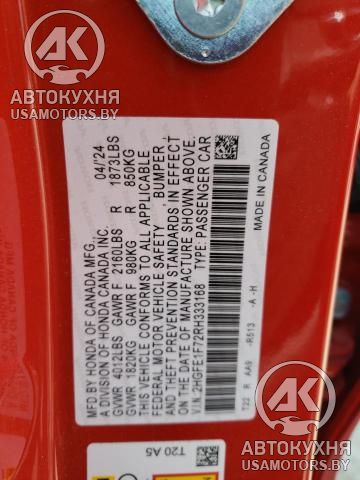 АВТОКУХНЯ
USAMOTORS.BY
АВТОКУХНЯ
USAMOTORS.BY
MFD BY HONDA OF CANADA MFG., 04/24
A DIVISION OF HONDA CANADA INC.
GVWR 4012LBS GAWR F 2160LBS R 1873LBS
GVWR 1820KG GAWR F 980KG R 850KG
THIS VEHICLE CONFORMS TO ALL APPLICABLE
FEDERAL MOTOR VEHICLE SAFETY, BUMPER,
AND THEFT PREVENTION STANDARDS IN EFFECT
ON THE DATE OF MANUFACTURE SHOWN ABOVE.
V.I.N.:2HGFE1F72RH333168 TYPE: PASSENGER CAR
MADE IN CANADA
T22 R AA9 -R513 -A -H
T20 A5
АВТОКУХНЯ
USAMOTORS.BY